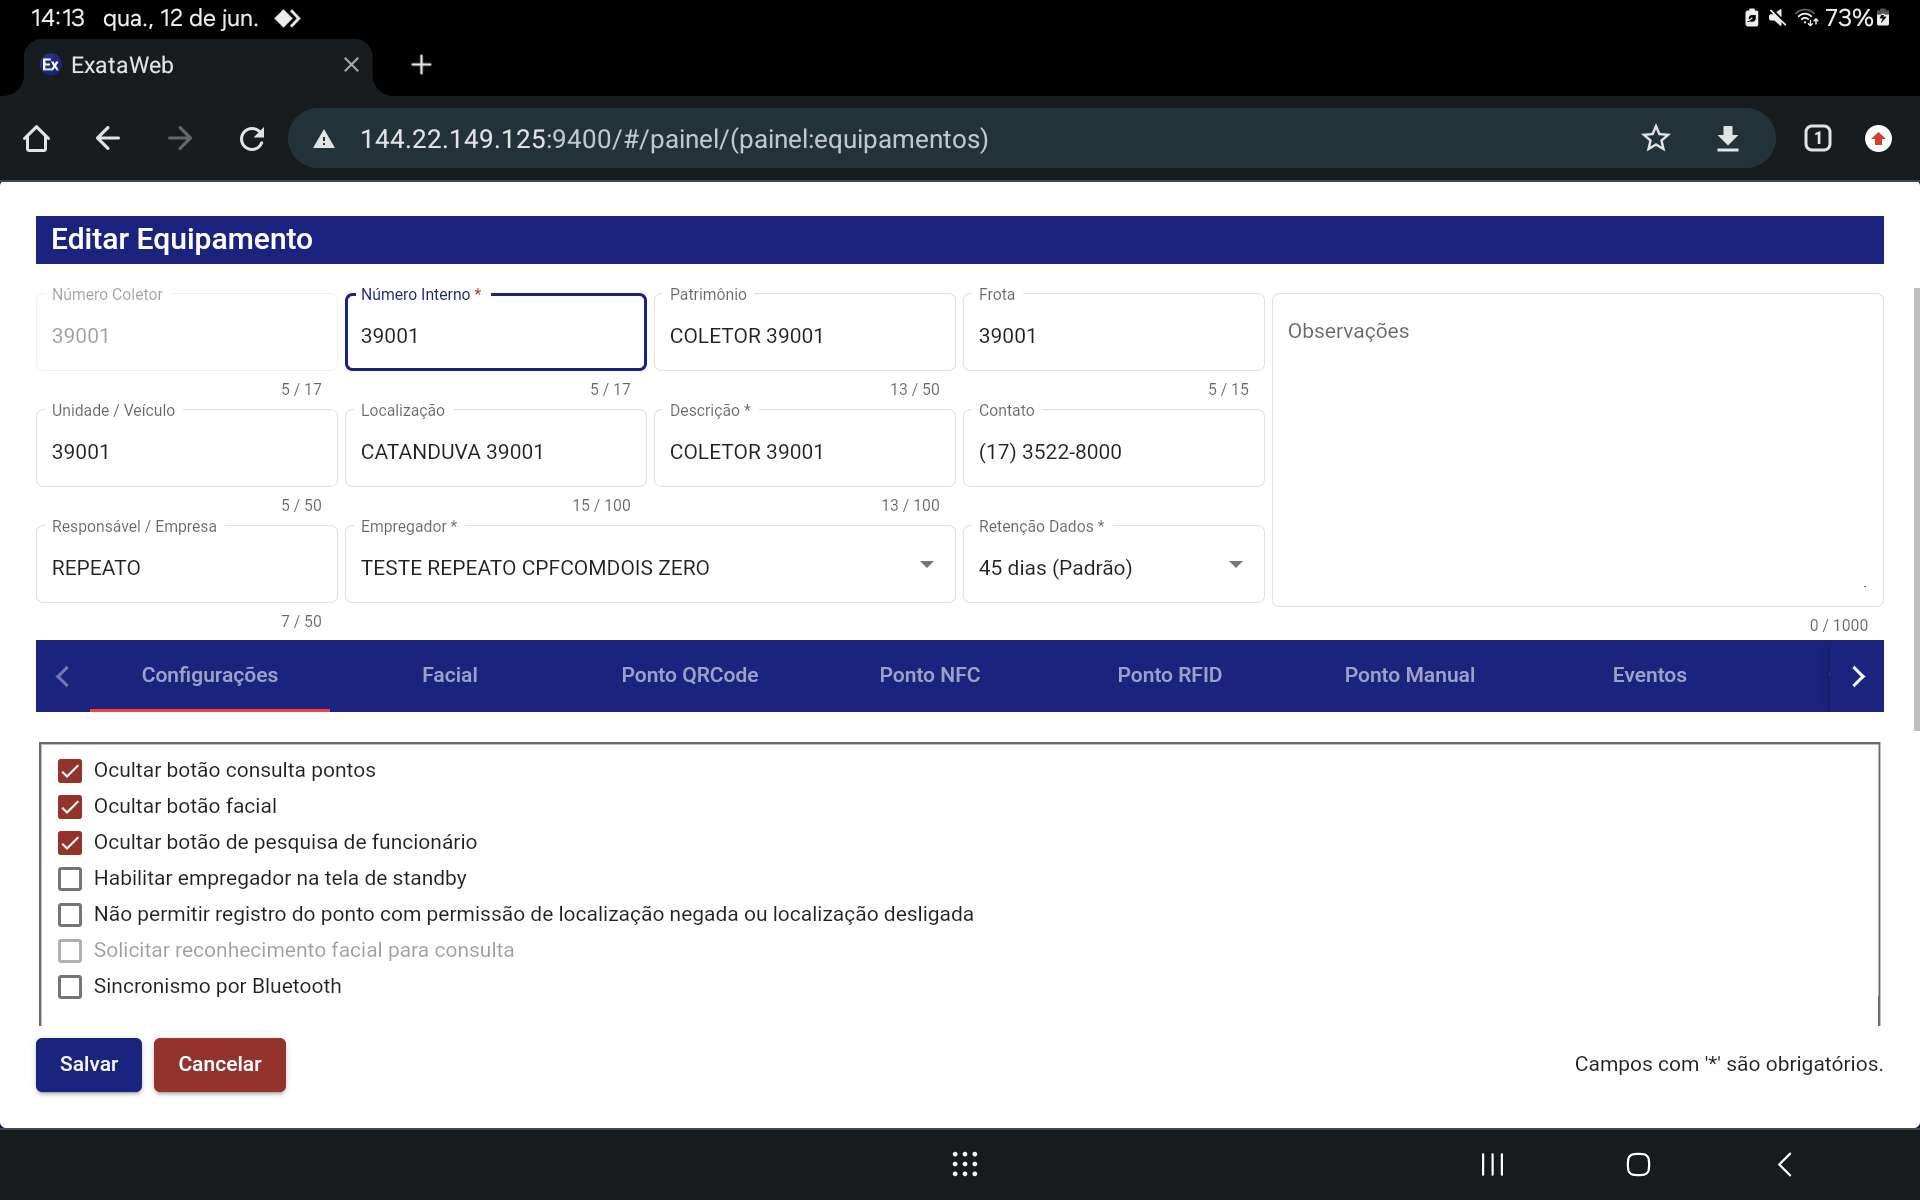 14:13 qua., 12 de jun.
73%
Ex ExataWeb
144.22.149.125:9400/#/painel/(painel:equipamentos)
1
Editar Equipamento
Número Coletor
39001
5 / 17
Número Interno *
39001
5 / 17
Patrimônio
COLETOR 39001
13 / 50
Frota
39001
5 / 15
Observações
0 / 1000
Unidade / Veículo
39001
5 / 50
Localização
CATANDUVA 39001
15 / 100
Descrição *
COLETOR 39001
13 / 100
Contato
(17) 3522-8000
Responsável / Empresa
REPEATO
7 / 50
Empregador *
TESTE REPEATO CPFCOMDOIS ZERO
Retenção Dados *
45 dias (Padrão)
Configurações Facial Ponto QRCode Ponto NFC Ponto RFID Ponto Manual Eventos
Ocultar botão consulta pontos
Ocultar botão facial
Ocultar botão de pesquisa de funcionário
Habilitar empregador na tela de standby
Não permitir registro do ponto com permissão de localização negada ou localização desligada
Solicitar reconhecimento facial para consulta
Sincronismo por Bluetooth
Salvar Cancelar
Campos com '*' são obrigatórios.